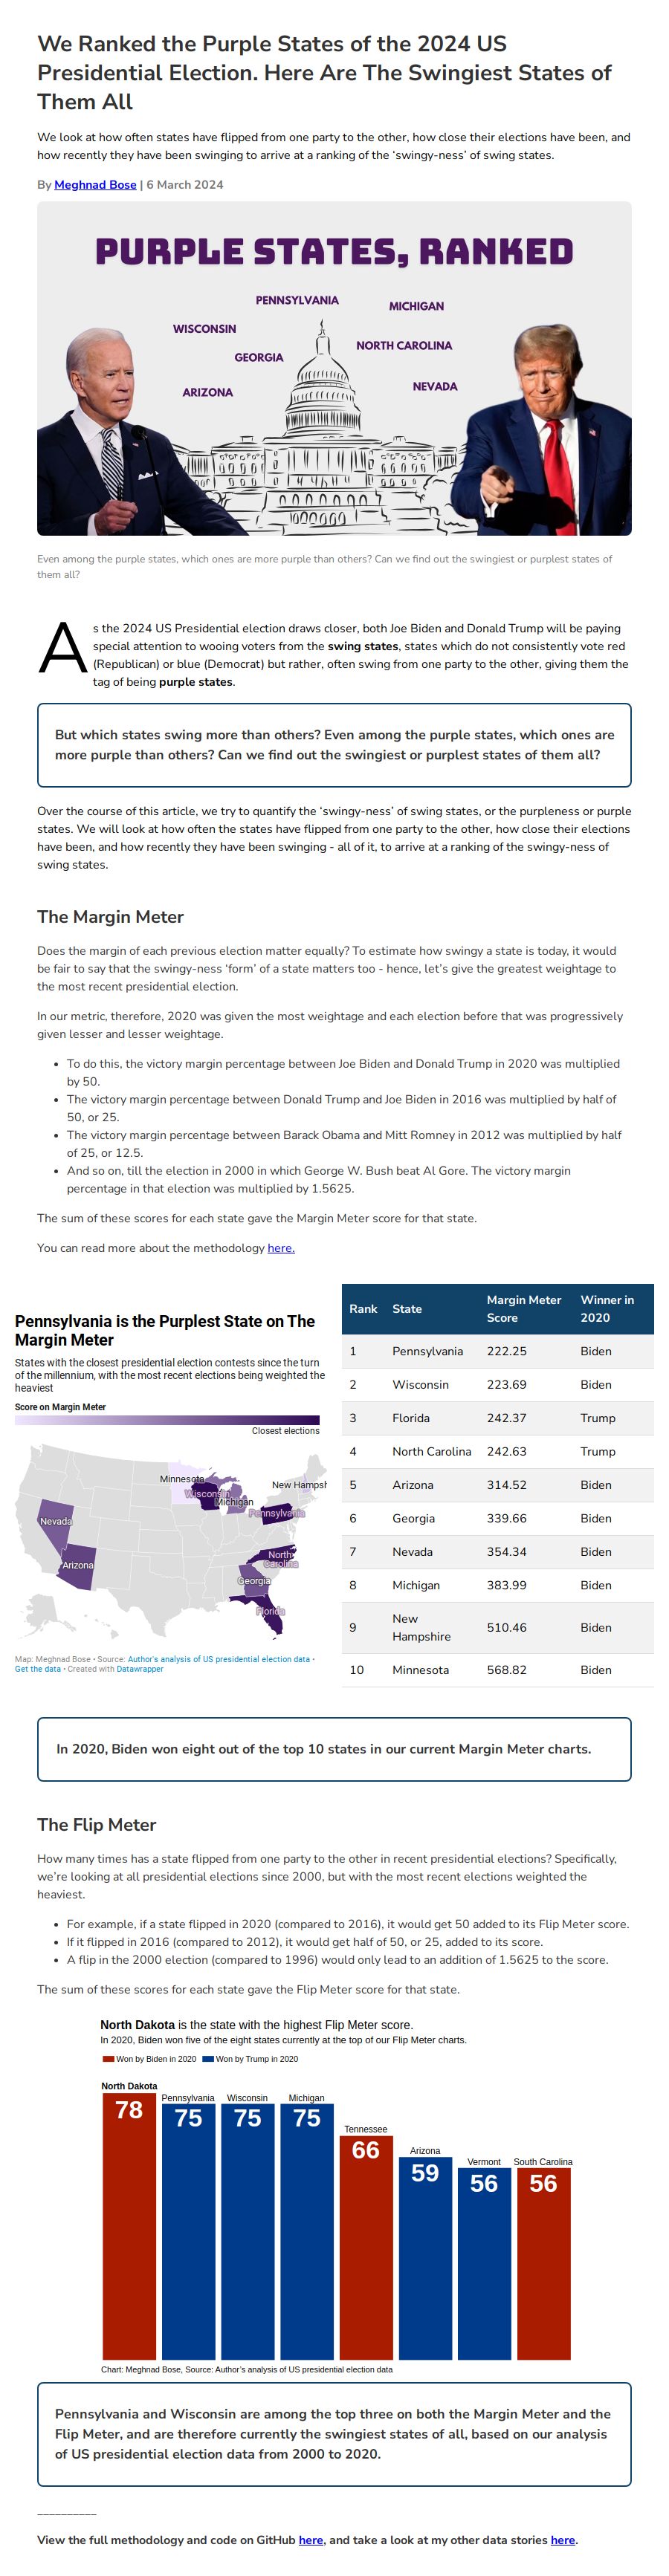 We Ranked the Purple States of the 2024 US
Presidential Election. Here Are The Swingiest States of
Them All
We look at how often states have flipped from one party to the other, how close their elections have been, and
how recently they have been swinging to arrive at a ranking of the ‘swingy-ness’ of swing states.
By Meghnad Bose | 6 March 2024
PURPLE STATES, RANKED
PENNSYLVANIA
MICHIGAN
WISCONSIN
NORTH CAROLINA
GEORGIA
NEVADA
ARIZONA
Even among the purple states, which ones are more purple than others? Can we find out the swingiest or purplest states of
them all?
As the 2024 US Presidential election draws closer, both Joe Biden and Donald Trump will be paying
special attention to wooing voters from the swing states, states which do not consistently vote red
(Republican) or blue (Democrat) but rather, often swing from one party to the other, giving them the
tag of being purple states.
But which states swing more than others? Even among the purple states, which ones are
more purple than others? Can we find out the swingiest or purplest states of them all?
Over the course of this article, we try to quantify the ‘swingy-ness’ of swing states, or the purpleness or purple
states. We will look at how often the states have flipped from one party to the other, how close their elections
have been, and how recently they have been swinging - all of it, to arrive at a ranking of the swingy-ness of
swing states.
The Margin Meter
Does the margin of each previous election matter equally? To estimate how swingy a state is today, it would
be fair to say that the swingy-ness ‘form’ of a state matters too - hence, let’s give the greatest weightage to
the most recent presidential election.
In our metric, therefore, 2020 was given the most weightage and each election before that was progressively
given lesser and lesser weightage.
• To do this, the victory margin percentage between Joe Biden and Donald Trump in 2020 was multiplied
by 50.
• The victory margin percentage between Donald Trump and Joe Biden in 2016 was multiplied by half of
50, or 25.
• The victory margin percentage between Barack Obama and Mitt Romney in 2012 was multiplied by half
of 25, or 12.5.
• And so on, till the election in 2000 in which George W. Bush beat Al Gore. The victory margin
percentage in that election was multiplied by 1.5625.
The sum of these scores for each state gave the Margin Meter score for that state.
You can read more about the methodology here.
Pennsylvania is the Purplest State on The
Margin Meter
States with the closest presidential election contests since the turn
of the millennium, with the most recent elections being weighted the
heaviest
Score on Margin Meter
Closest elections
Minnesota
New Hampsh
Wisconsin
Michigan
Pennsylvania
Nevada
North
Carolina
Arizona
Georgia
Florida
Map: Meghnad Bose • Source: Author's analysis of US presidential election data •
Get the data • Created with Datawrapper
Rank State Margin Meter Score Winner in 2020
1 Pennsylvania 222.25 Biden
2 Wisconsin 223.69 Biden
3 Florida 242.37 Trump
4 North Carolina 242.63 Trump
5 Arizona 314.52 Biden
6 Georgia 339.66 Biden
7 Nevada 354.34 Biden
8 Michigan 383.99 Biden
9 New Hampshire 510.46 Biden
10 Minnesota 568.82 Biden
In 2020, Biden won eight out of the top 10 states in our current Margin Meter charts.
The Flip Meter
How many times has a state flipped from one party to the other in recent presidential elections? Specifically,
we’re looking at all presidential elections since 2000, but with the most recent elections weighted the
heaviest.
• For example, if a state flipped in 2020 (compared to 2016), it would get 50 added to its Flip Meter score.
• If it flipped in 2016 (compared to 2012), it would get half of 50, or 25, added to its score.
• A flip in the 2000 election (compared to 1996) would only lead to an addition of 1.5625 to the score.
The sum of these scores for each state gave the Flip Meter score for that state.
North Dakota is the state with the highest Flip Meter score.
In 2020, Biden won five of the eight states currently at the top of our Flip Meter charts.
Won by Biden in 2020 Won by Trump in 2020
North Dakota Pennsylvania Wisconsin Michigan Tennessee Arizona Vermont South Carolina
78 75 75 75 66 59 56 56
Chart: Meghnad Bose, Source: Author's analysis of US presidential election data
Pennsylvania and Wisconsin are among the top three on both the Margin Meter and the
Flip Meter, and are therefore currently the swingiest states of all, based on our analysis
of US presidential election data from 2000 to 2020.
__________
View the full methodology and code on GitHub here, and take a look at my other data stories here.